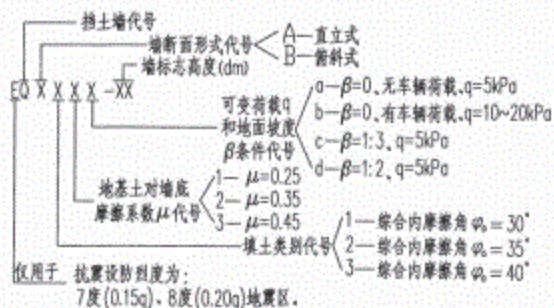 挡土墙代号
墙断面形式代号
A—直立式
B—俯斜式
墙标志高度(dm)
EQ X X X X -XX
可变荷载q
和地面坡度
β条件代号
a—β=0、无车辆荷载、q=5kPa
b—β=0、有车辆荷载、q=10~20kPa
c—β=1:3、q=5kPa
d—β=1:2、q=5kPa
地基土对墙底
摩擦系数μ代号
1— μ=0.25
2— μ=0.35
3— μ=0.45
填土类别代号
1—综合内摩擦角φ₀=30°
2—综合内摩擦角φ₀=35°
3—综合内摩擦角φ₀=40°
仅用于 抗震设防烈度为:
7度(0.15g)、8度(0.20g)地震区。